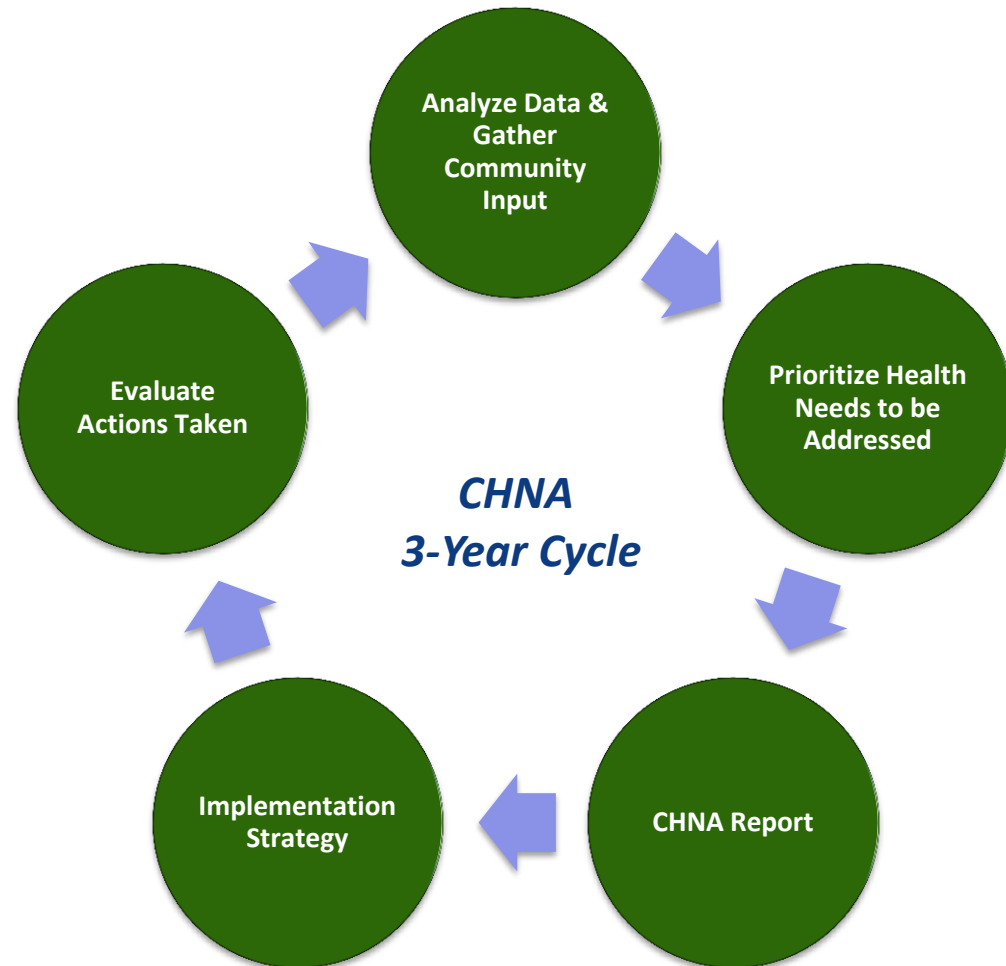 Analyze Data &
Gather
Community
Input
Prioritize Health
Needs to be
Addressed
CHNA Report
Implementation
Strategy
Evaluate
Actions Taken
CHNA
3-Year Cycle